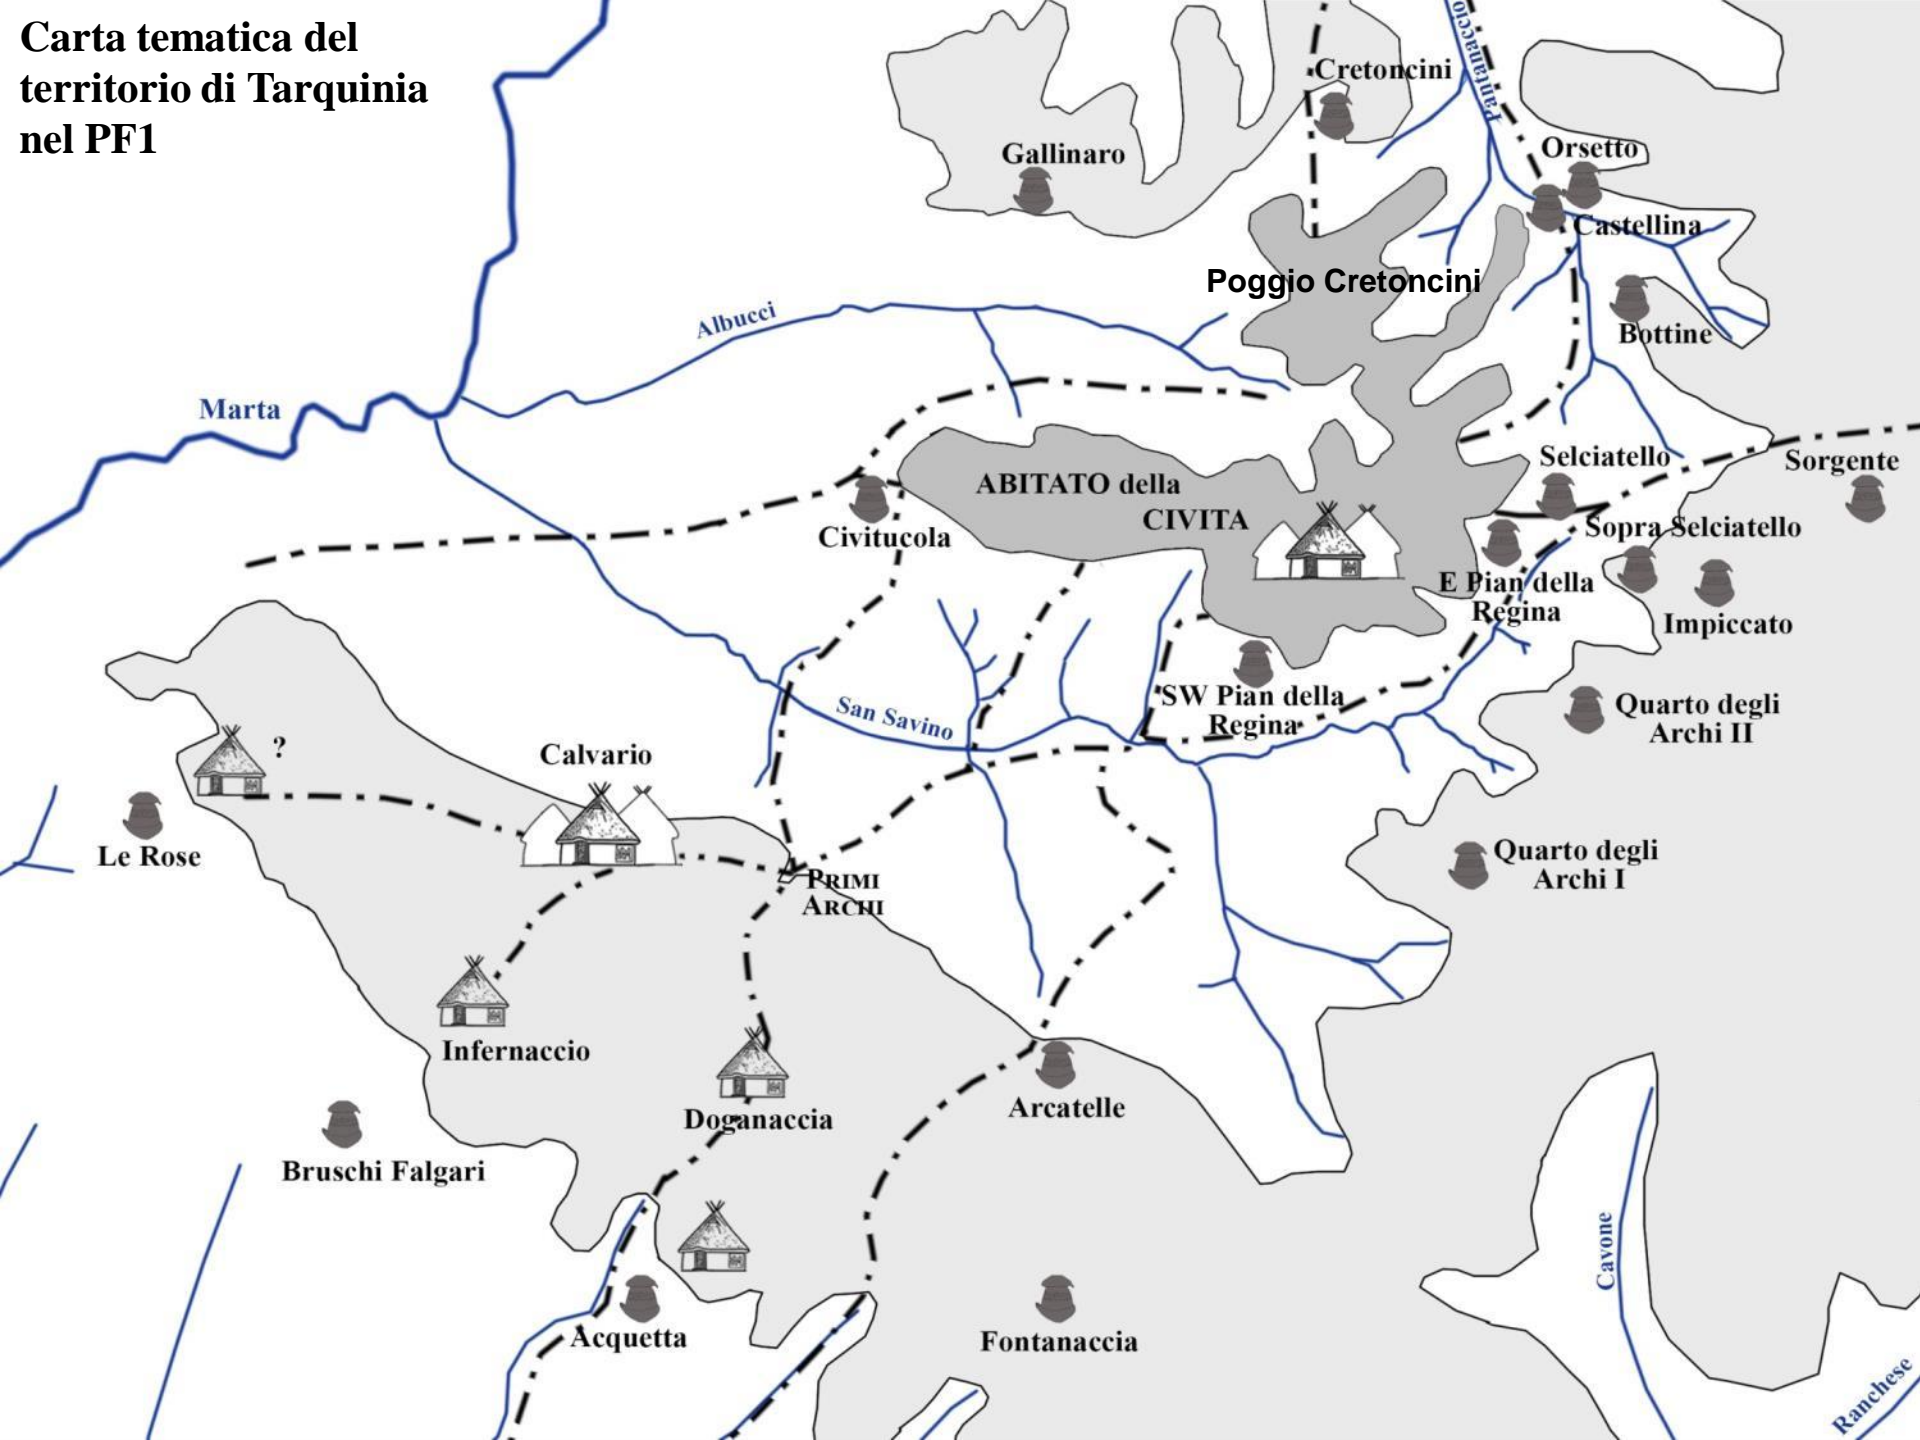 Carta tematica del
territorio di Tarquinia
nel PF1
Pantanaccio
Cretoncini
Gallinaro
Orsetto
Castellina
Poggio Cretoncini
Albucci
Bottine
Marta
Selciatello
Sorgente
ABITATO della
CIVITA
Civitucola
Sopra Selciatello
E Pian della
Regina
Impiccato
San Savino
SW Pian della
Regina
Quarto degli
Archi II
?
Calvario
Le Rose
PRIMI
ARCHI
Quarto degli
Archi I
Infernaccio
Doganaccia
Arcatelle
Bruschi Falgari
Cavone
Acquetta
Fontanaccia
Ranchese